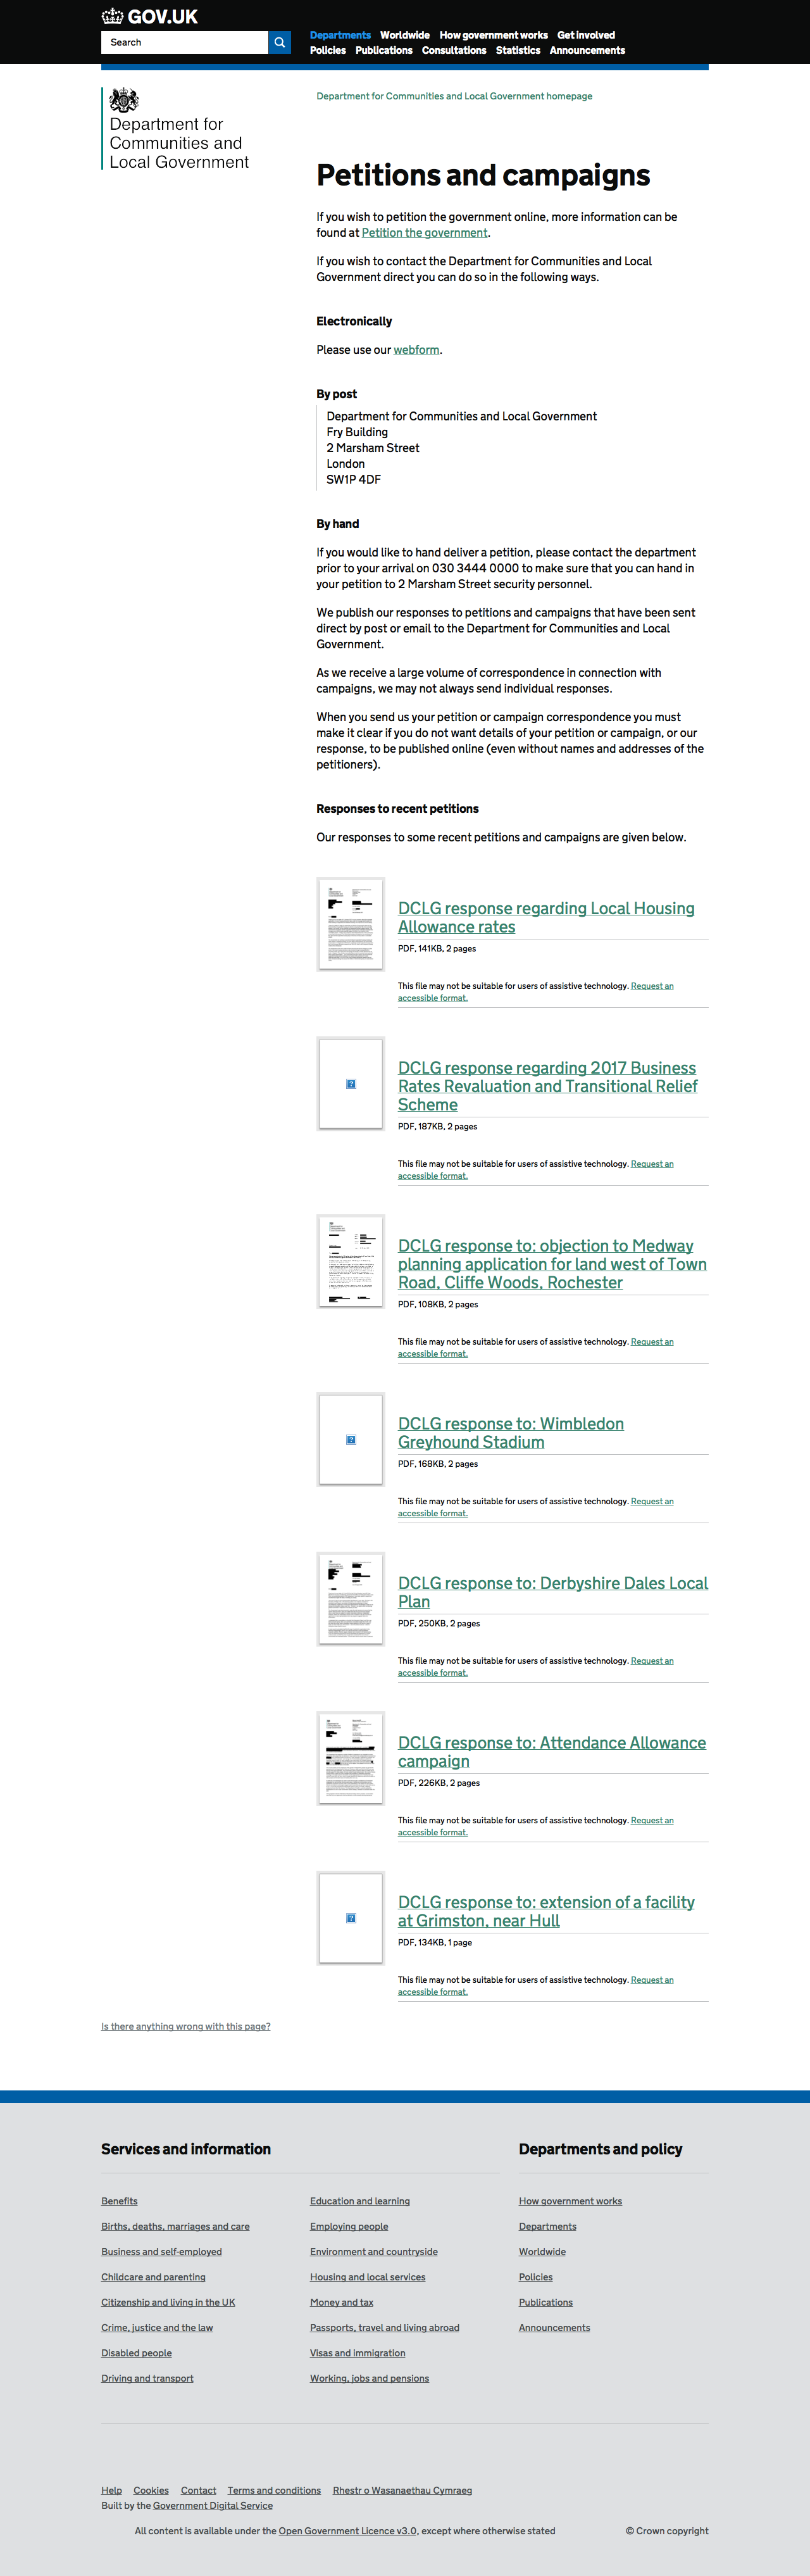 GOV.UK
Search
Departments Worldwide How government works Get involved
Policies Publications Consultations Statistics Announcements
Department for
Communities and
Local Government
Department for Communities and Local Government homepage
Petitions and campaigns
If you wish to petition the government online, more information can be
found at Petition the government.
If you wish to contact the Department for Communities and Local
Government direct you can do so in the following ways.
Electronically
Please use our webform.
By post
Department for Communities and Local Government
Fry Building
2 Marsham Street
London
SW1P 4DF
By hand
If you would like to hand deliver a petition, please contact the department
prior to your arrival on 030 3444 0000 to make sure that you can hand in
your petition to 2 Marsham Street security personnel.
We publish our responses to petitions and campaigns that have been sent
direct by post or email to the Department for Communities and Local
Government.
As we receive a large volume of correspondence in connection with
campaigns, we may not always send individual responses.
When you send us your petition or campaign correspondence you must
make it clear if you do not want details of your petition or campaign, or our
response, to be published online (even without names and addresses of the
petitioners).
Responses to recent petitions
Our responses to some recent petitions and campaigns are given below.
DCLG response regarding Local Housing
Allowance rates
PDF, 141KB, 2 pages
This file may not be suitable for users of assistive technology. Request an
accessible format.
DCLG response regarding 2017 Business
Rates Revaluation and Transitional Relief
Scheme
PDF, 187KB, 2 pages
This file may not be suitable for users of assistive technology. Request an
accessible format.
DCLG response to: objection to Medway
planning application for land west of Town
Road, Cliffe Woods, Rochester
PDF, 108KB, 2 pages
This file may not be suitable for users of assistive technology. Request an
accessible format.
DCLG response to: Wimbledon
Greyhound Stadium
PDF, 168KB, 2 pages
This file may not be suitable for users of assistive technology. Request an
accessible format.
DCLG response to: Derbyshire Dales Local
Plan
PDF, 250KB, 2 pages
This file may not be suitable for users of assistive technology. Request an
accessible format.
DCLG response to: Attendance Allowance
campaign
PDF, 226KB, 2 pages
This file may not be suitable for users of assistive technology. Request an
accessible format.
DCLG response to: extension of a facility
at Grimston, near Hull
PDF, 134KB, 1 page
This file may not be suitable for users of assistive technology. Request an
accessible format.
Is there anything wrong with this page?
Services and information
Benefits
Births, deaths, marriages and care
Business and self-employed
Childcare and parenting
Citizenship and living in the UK
Crime, justice and the law
Disabled people
Driving and transport
Education and learning
Employing people
Environment and countryside
Housing and local services
Money and tax
Passports, travel and living abroad
Visas and immigration
Working, jobs and pensions
Departments and policy
How government works
Departments
Worldwide
Policies
Publications
Announcements
Help Cookies Contact Terms and conditions Rhestr o Wasanaethau Cymraeg
Built by the Government Digital Service
All content is available under the Open Government Licence v3.0, except where otherwise stated
© Crown copyright